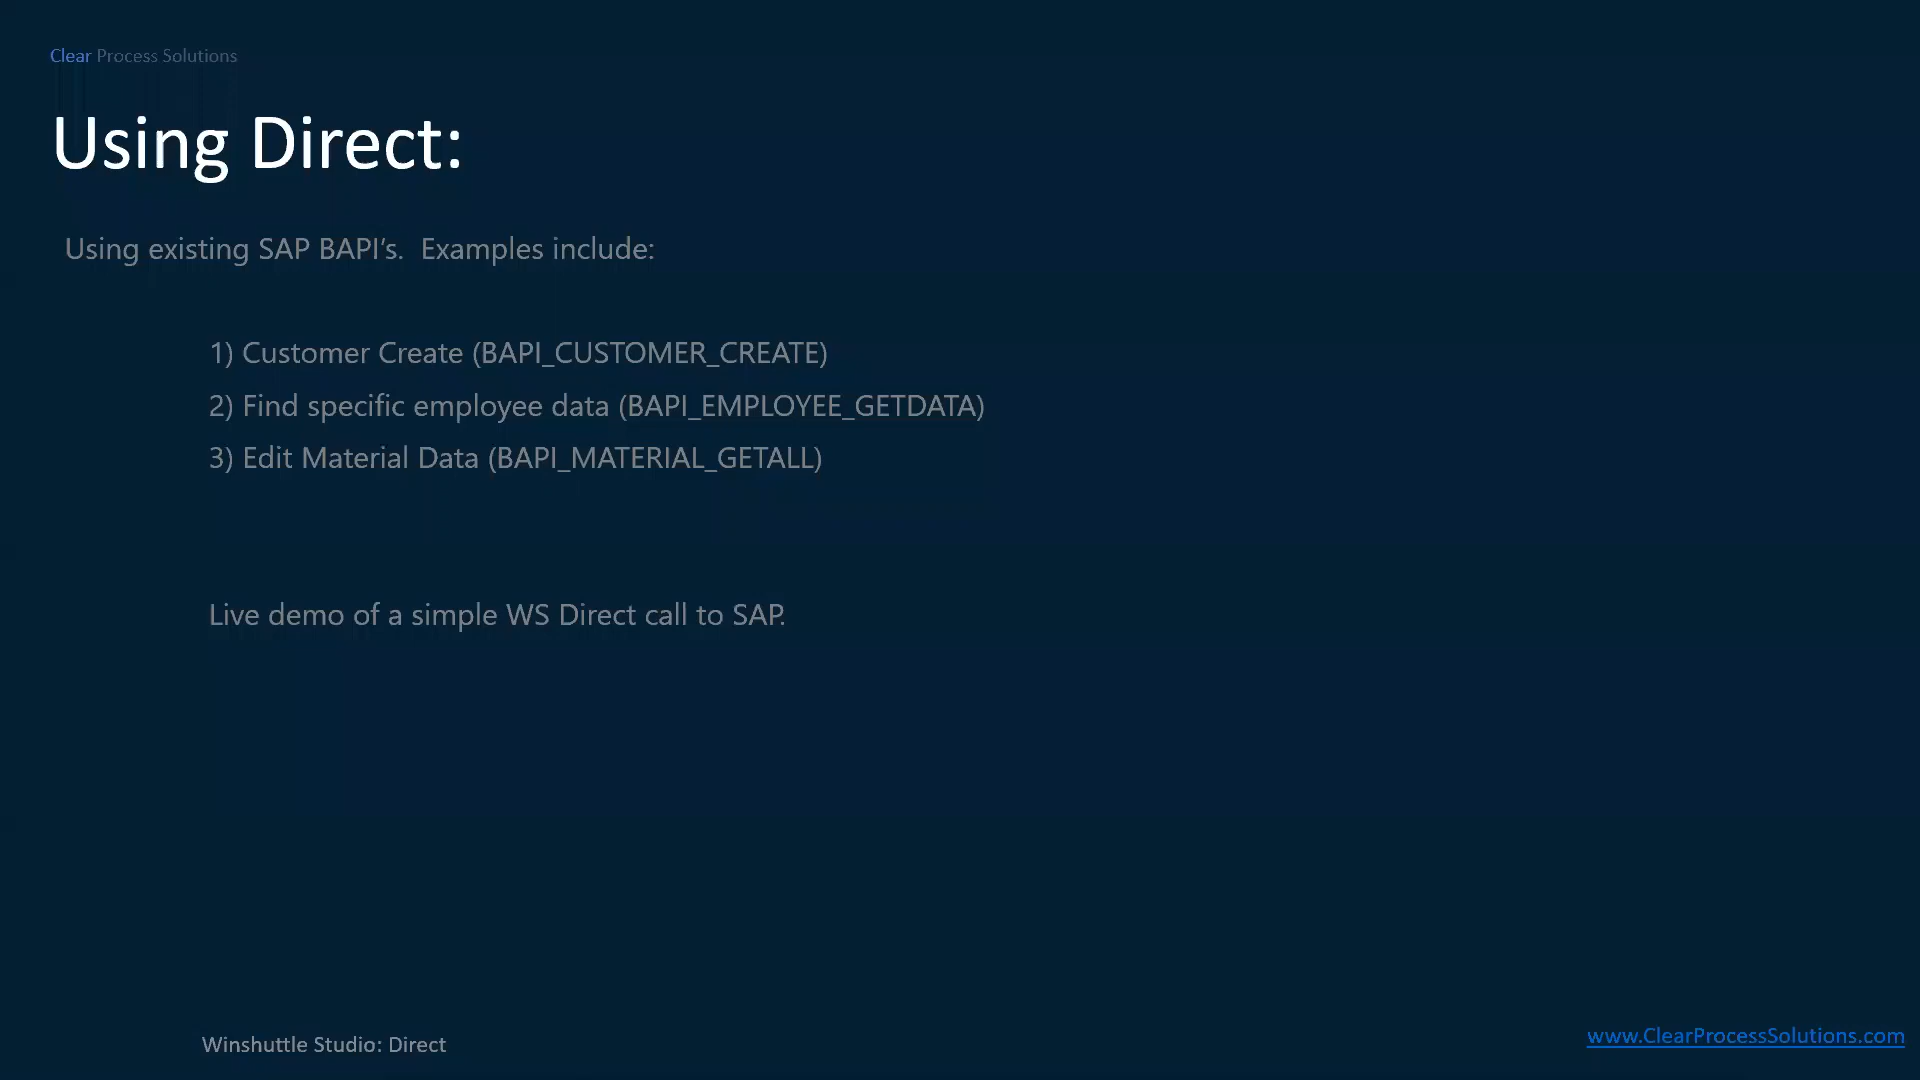 Clear Process Solutions
Using Direct:
Using existing SAP BAPI’s.  Examples include:
1) Customer Create (BAPI_CUSTOMER_CREATE)
2) Find specific employee data (BAPI_EMPLOYEE_GETDATA)
3) Edit Material Data (BAPI_MATERIAL_GETALL)
Live demo of a simple WS Direct call to SAP.
Winshuttle Studio: Direct
www.ClearProcessSolutions.com